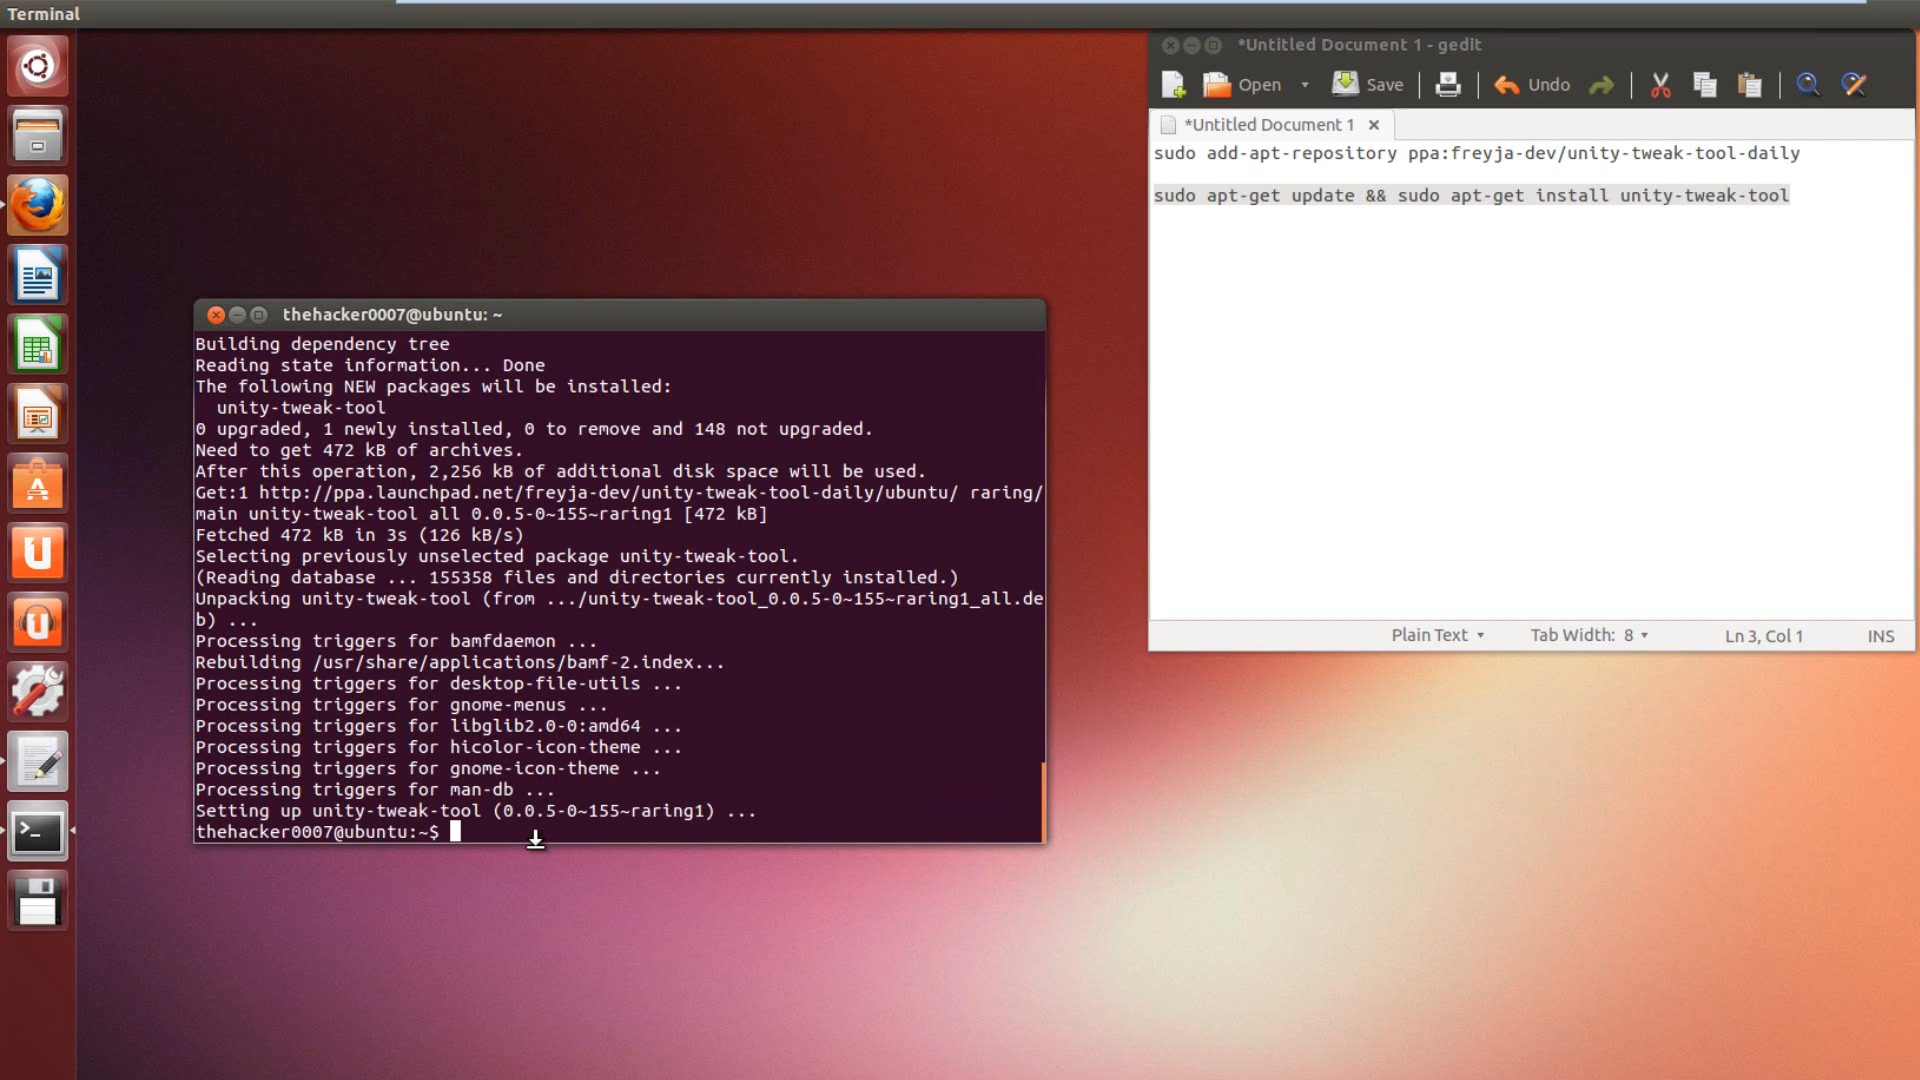 Terminal
*Untitled Document 1 - gedit
Open
Save
Undo
*Untitled Document 1
sudo add-apt-repository ppa:freyja-dev/unity-tweak-tool-daily
sudo apt-get update && sudo apt-get install unity-tweak-tool
Plain Text
Tab Width: 8
Ln 3, Col 1
INS
thehacker0007@ubuntu: ~
Building dependency tree
Reading state information... Done
The following NEW packages will be installed:
unity-tweak-tool
0 upgraded, 1 newly installed, 0 to remove and 148 not upgraded.
Need to get 472 kB of archives.
After this operation, 2,256 kB of additional disk space will be used.
Get:1 http://ppa.launchpad.net/freyja-dev/unity-tweak-tool-daily/ubuntu/ raring/
main unity-tweak-tool all 0.0.5-0~155~raring1 [472 kB]
Fetched 472 kB in 3s (126 kB/s)
Selecting previously unselected package unity-tweak-tool.
(Reading database ... 155358 files and directories currently installed.)
Unpacking unity-tweak-tool (from .../unity-tweak-tool_0.0.5-0~155~raring1_all.de
b) ...
Processing triggers for bamfdaemon ...
Rebuilding /usr/share/applications/bamf-2.index...
Processing triggers for desktop-file-utils ...
Processing triggers for gnome-menus ...
Processing triggers for libglib2.0-0:amd64 ...
Processing triggers for hicolor-icon-theme ...
Processing triggers for gnome-icon-theme ...
Processing triggers for man-db ...
Setting up unity-tweak-tool (0.0.5-0~155~raring1) ...
thehacker0007@ubuntu:~$